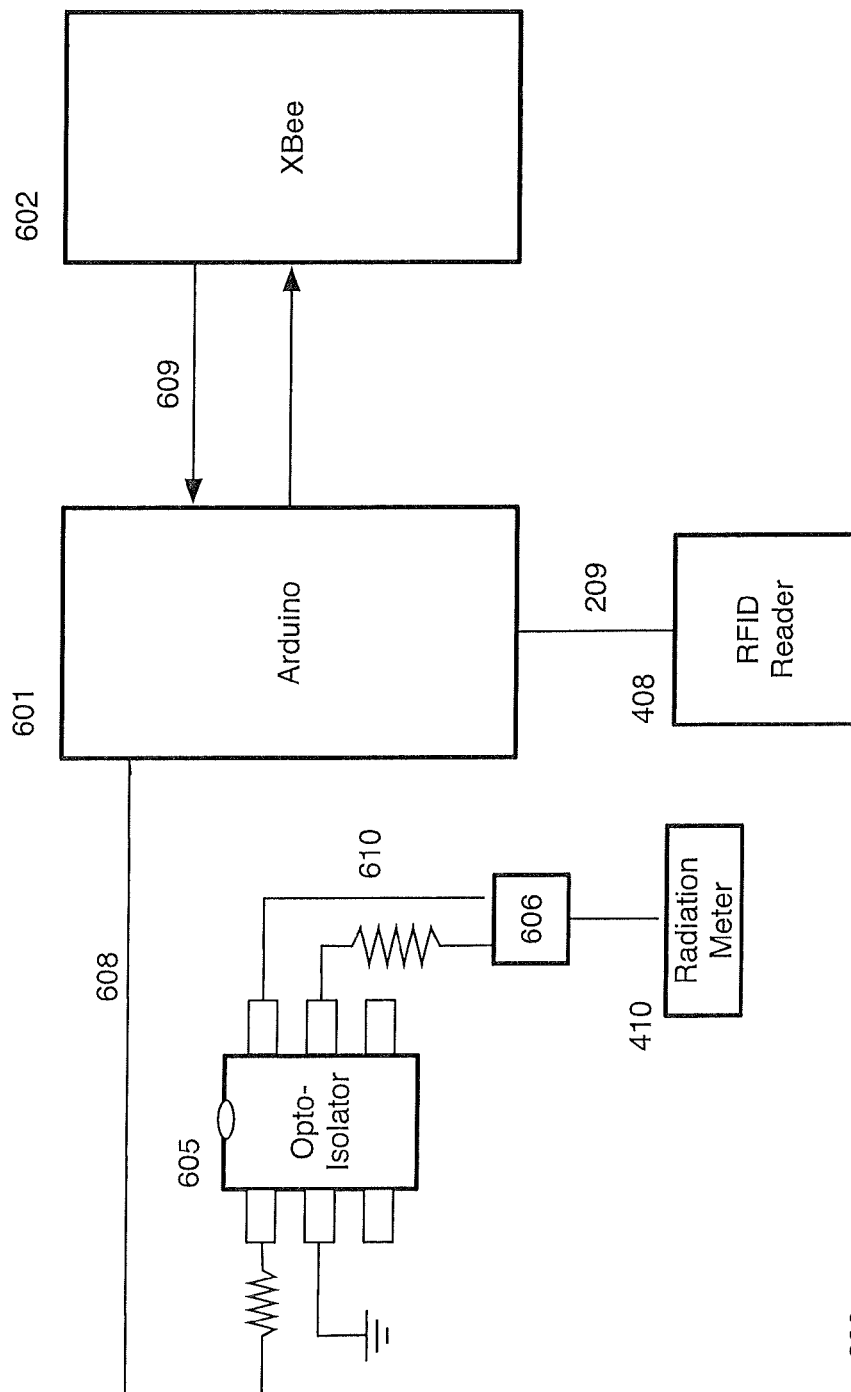 602
XBee
609
601
Arduino
209
408
RFID
Reader
608
610
606
410
Radiation
Meter
605
Opto-
Isolator